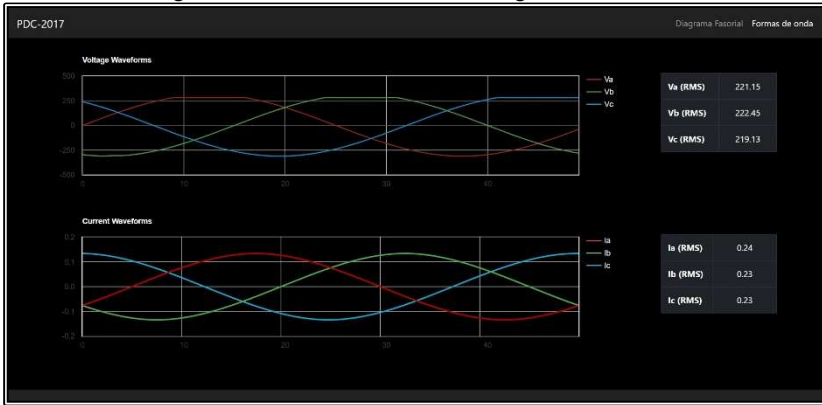 PDC-2017 Diagrama Fasorial Formas de onda
Voltage Waveforms
500
250
0
-250
-500
0 10 20 30 40
Va
Vb
Vc
Va (RMS) 221.15
Vb (RMS) 222.45
Vc (RMS) 219.13
Current Waveforms
0.2
0.1
0.0
-0.1
-0.2
0 10 20 30 40
Ia
Ib
Ic
Ia (RMS) 0.24
Ib (RMS) 0.23
Ic (RMS) 0.23